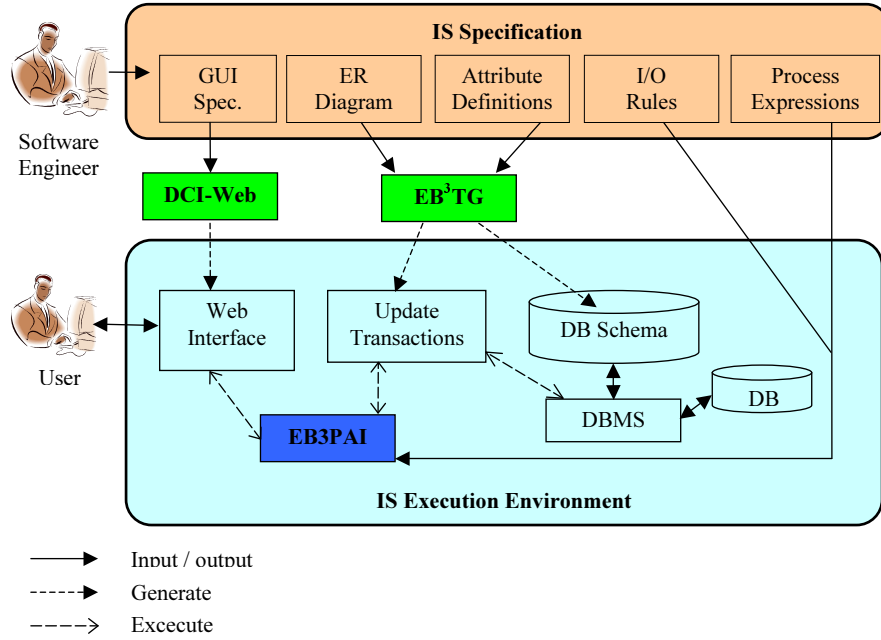 IS Specification
GUI
Spec.
ER
Diagram
Attribute
Definitions
I/O
Rules
Process
Expressions
Software
Engineer
DCI-Web
EB³TG
Web
Interface
Update
Transactions
DB Schema
User
DB
DBMS
EB3PAI
IS Execution Environment
Input / output
Generate
Excecute